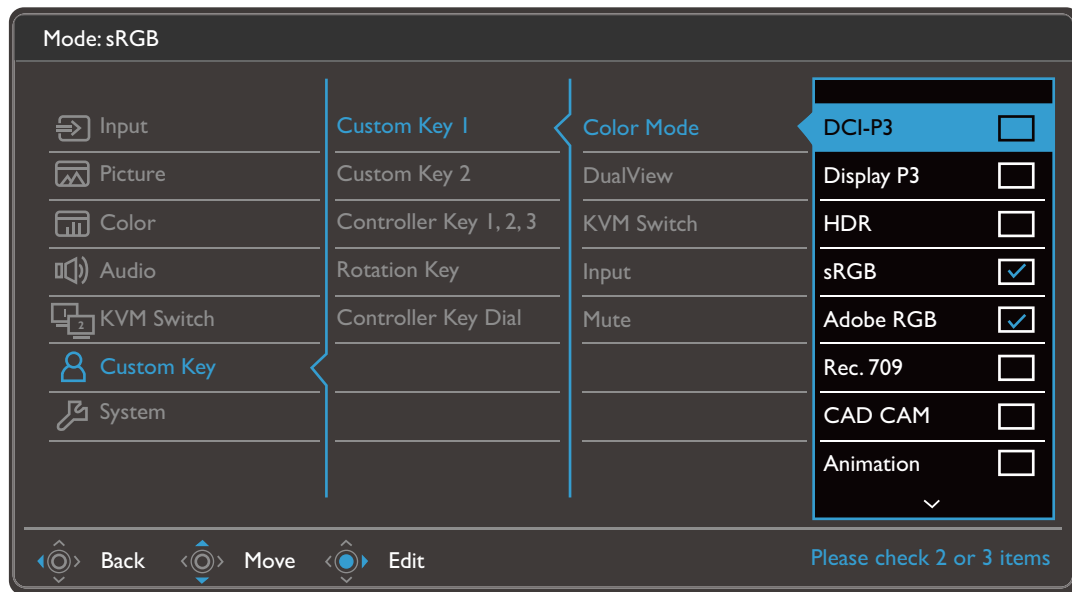 Mode: sRGB
Input
Picture
Color
Audio
1
2
KVM Switch
Custom Key
System
Custom Key 1
Custom Key 2
Controller Key 1, 2, 3
Rotation Key
Controller Key Dial
Color Mode
DualView
KVM Switch
Input
Mute
DCI-P3
Display P3
HDR
sRGB
Adobe RGB
Rec. 709
CAD CAM
Animation
Back
Move
Edit
Please check 2 or 3 items